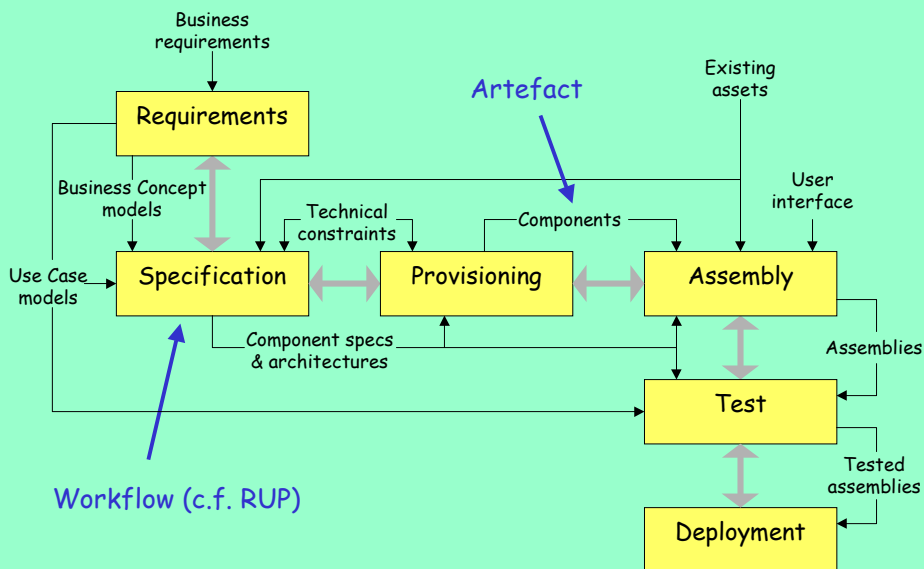 Business
requirements
Existing
assets
Artefact
Requirements
User
interface
Business Concept
models
Technical
constraints
Components
Use Case
models
Specification
Provisioning
Assembly
Component specs
& architectures
Assemblies
Test
Workflow (c.f. RUP)
Tested
assemblies
Deployment